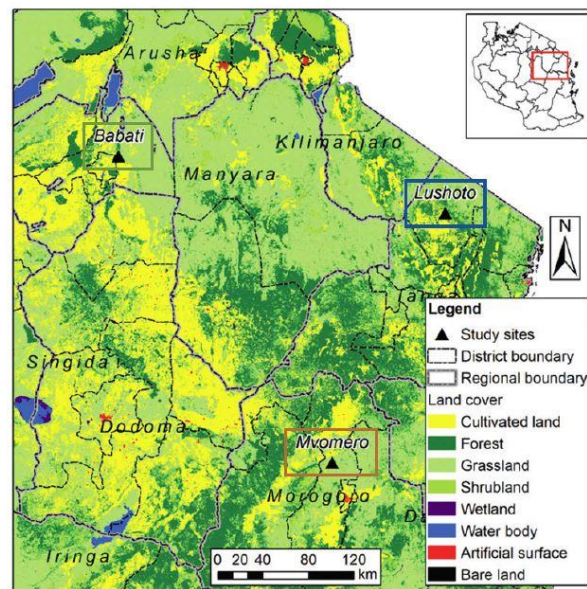 Arusha
Babati
Kilimanjaro
Manyara
Lushoto
Legend
Study sites
District boundary
Regional boundary
Singida
Land cover
Cultivated land
Dodoma
Forest
Mvomero
Grassland
Shrubland
Morogoro
Wetland
Water body
Iringa
0 20 40 80 120
km
Artificial surface
Bare land
N